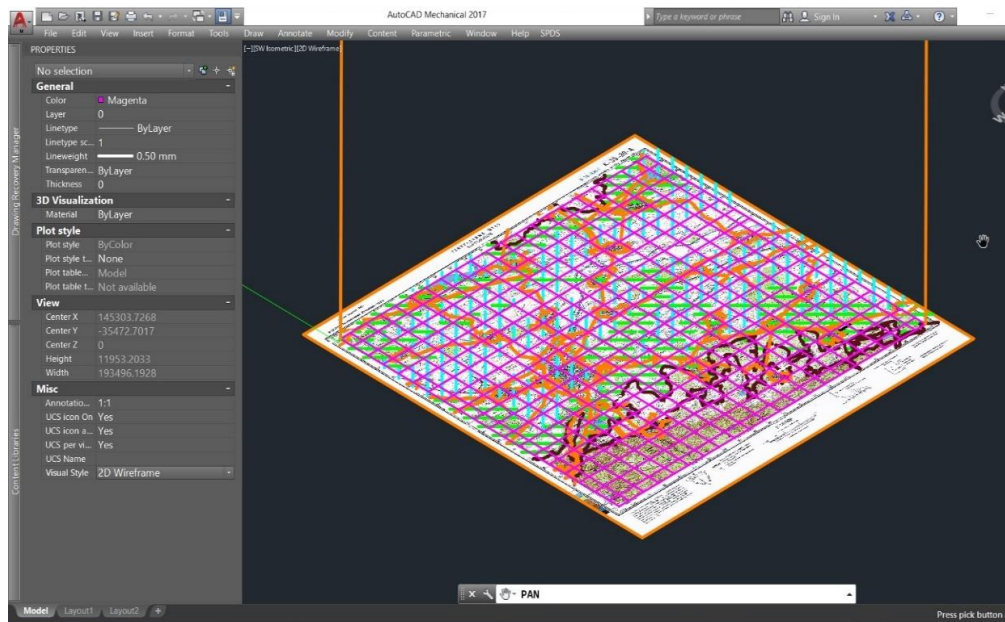 AutoCAD Mechanical 2017
Type a keyword or phrase
Sign In
File Edit View Insert Format Tools Draw Annotate Modify Content Parametric Window Help SPDS
PROPERTIES
[-][SW Isometric][2D Wireframe]
No selection
General
Color Magenta
Layer 0
Linetype ByLayer
Linetype sc... 1
Lineweight 0.50 mm
Transparen... ByLayer
Thickness 0
3D Visualization
Material ByLayer
Plot style
Plot style ByColor
Plot style t... None
Plot table... Model
Plot table t... Not available
View
Center X 145303.7268
Center Y -35472.7017
Center Z 0
Height 11953.2033
Width 193496.1928
Misc
Annotatio... 1:1
UCS icon On Yes
UCS icon a... Yes
UCS per vi... Yes
UCS Name
Visual Style 2D Wireframe
Drawing Recovery Manager
Content Libraries
PAN
Model Layout1 Layout2 +
Press pick button